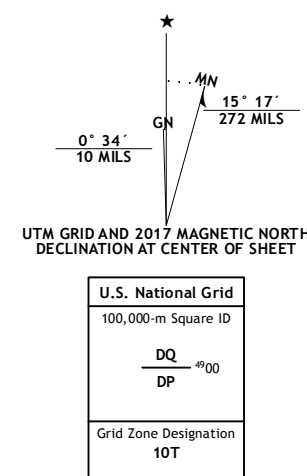 ★
MN
GN
15° 17´
272 MILS
0° 34´
10 MILS
UTM GRID AND 2017 MAGNETIC NORTH
DECLINATION AT CENTER OF SHEET
U.S. National Grid
100,000-m Square ID
DQ
4900
DP
Grid Zone Designation
10T